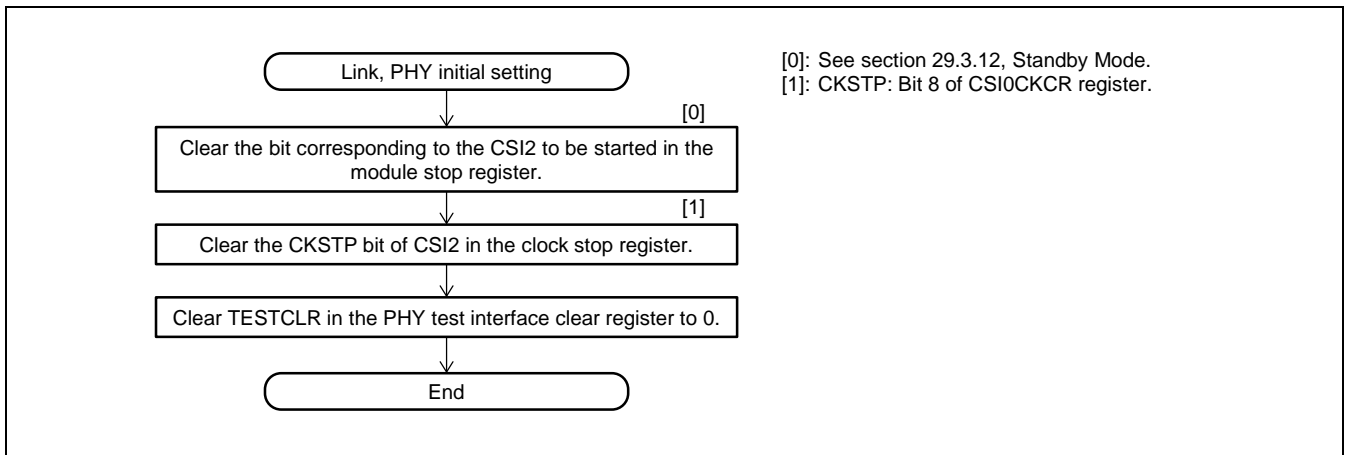 Link, PHY initial setting
[0]: See section 29.3.12, Standby Mode.
[1]: CKSTP: Bit 8 of CSI0CKCR register.
[0]
Clear the bit corresponding to the CSI2 to be started in the
module stop register.
[1]
Clear the CKSTP bit of CSI2 in the clock stop register.
Clear TESTCLR in the PHY test interface clear register to 0.
End